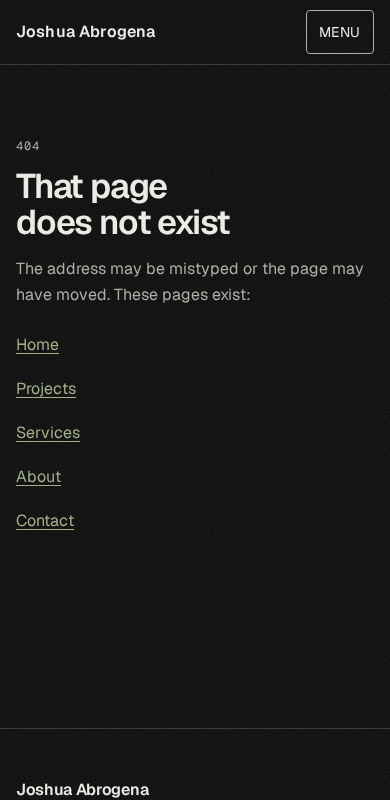 Joshua Abrogena
MENU
404
That page
does not exist
The address may be mistyped or the page may
have moved. These pages exist:
Home
Projects
Services
About
Contact
Joshua Abrogena